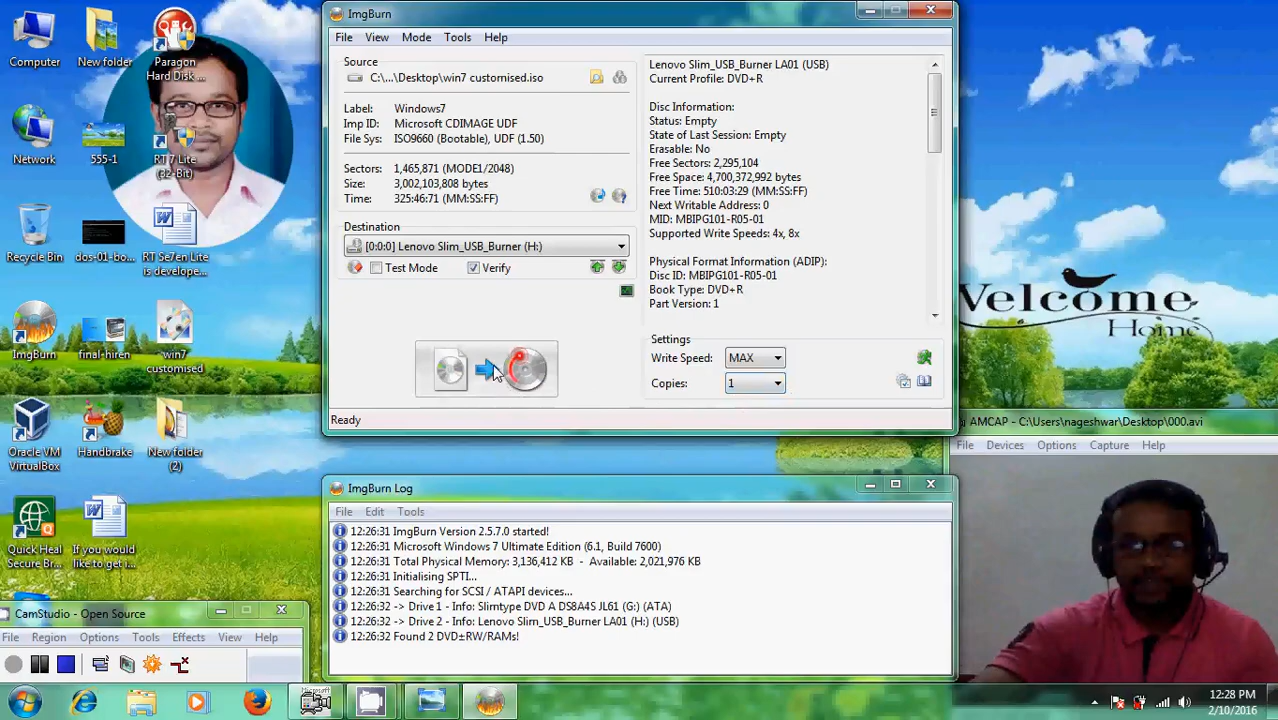 Computer
New folder
Paragon
Hard Disk ...
Network
555-1
RT 7 Lite
(32-Bit)
Recycle Bin
dos-01-bo...
RT Se7en Lite
is develope...
ImgBurn
final-hiren
win7
customised
Oracle VM
VirtualBox
Handbrake
New folder
(2)
Quick Heal
Secure Br...
If you would
like to get i...
ImgBurn
File View Mode Tools Help
Source
C:\...\Desktop\win7 customised.iso
Label: Windows7
Imp ID: Microsoft CDIMAGE UDF
File Sys: ISO9660 (Bootable), UDF (1.50)
Sectors: 1,465,871 (MODE1/2048)
Size: 3,002,103,808 bytes
Time: 325:46:71 (MM:SS:FF)
Destination
[0:0:0] Lenovo Slim_USB_Burner (H:)
Test Mode Verify
Ready
Lenovo Slim_USB_Burner LA01 (USB)
Current Profile: DVD+R
Disc Information:
Status: Empty
State of Last Session: Empty
Erasable: No
Free Sectors: 2,295,104
Free Space: 4,700,372,992 bytes
Free Time: 510:03:29 (MM:SS:FF)
Next Writable Address: 0
MID: MBIPG101-R05-01
Supported Write Speeds: 4x, 8x
Physical Format Information (ADIP):
Disc ID: MBIPG101-R05-01
Book Type: DVD+R
Part Version: 1
Settings
Write Speed: MAX
Copies: 1
Welcome
Home
AMCAP - C:\Users\nageshwar\Desktop\000.avi
File Devices Options Capture Help
ImgBurn Log
File Edit Tools
12:26:31 ImgBurn Version 2.5.7.0 started!
12:26:31 Microsoft Windows 7 Ultimate Edition (6.1, Build 7600)
12:26:31 Total Physical Memory: 3,136,412 KB - Available: 2,021,976 KB
12:26:31 Initialising SPTI...
12:26:31 Searching for SCSI / ATAPI devices...
12:26:32 -> Drive 1 - Info: Slimtype DVD A DS8A4S JL61 (G:) (ATA)
12:26:32 -> Drive 2 - Info: Lenovo Slim_USB_Burner LA01 (H:) (USB)
12:26:32 Found 2 DVD±RW/RAMs!
CamStudio - Open Source
File Region Options Tools Effects View Help
12:28 PM
2/10/2016